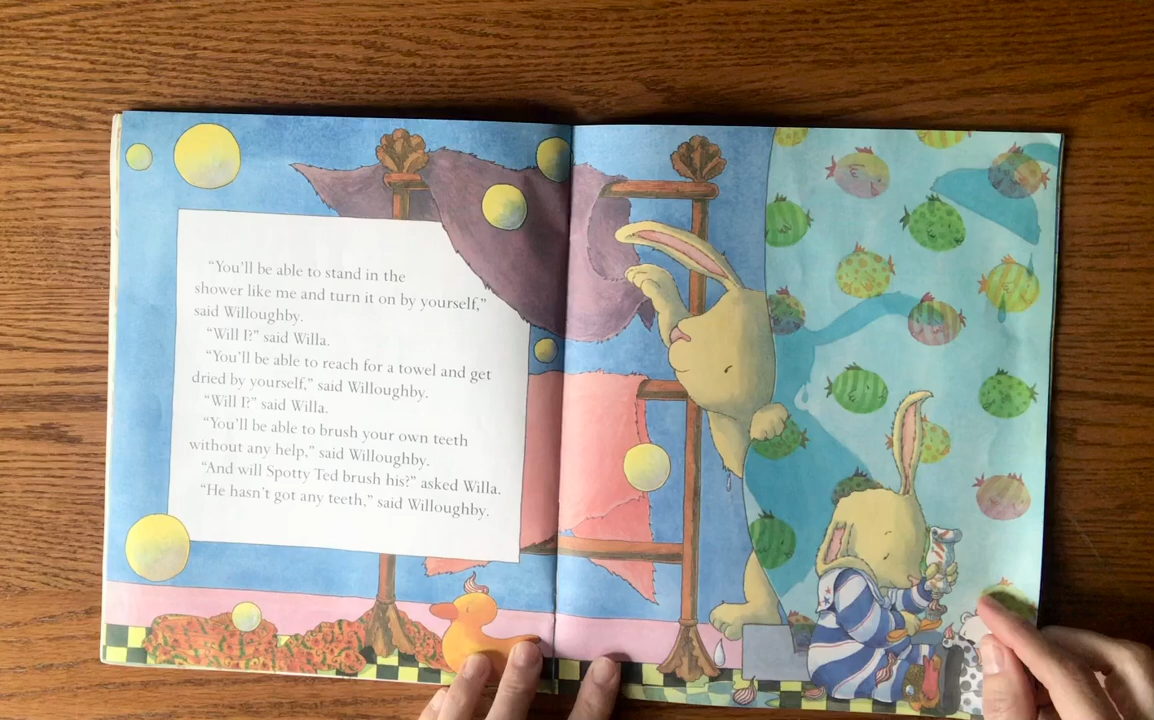 “You’ll be able to stand in the
shower like me and turn it on by yourself,”
said Willoughby.
“Will I?” said Willa.
“You’ll be able to reach for a towel and get
dried by yourself,” said Willoughby.
“Will I?” said Willa.
“You’ll be able to brush your own teeth
without any help,” said Willoughby.
“And will Spotty Ted brush his?” asked Willa.
“He hasn’t got any teeth,” said Willoughby.